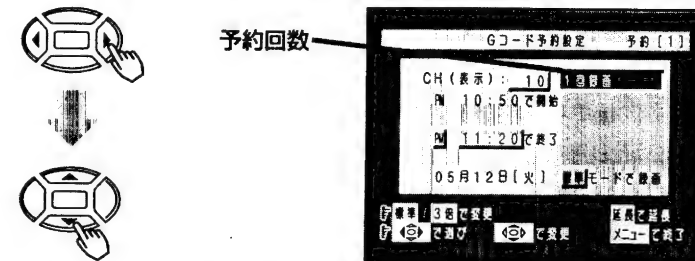 予約回数
Gコード予約設定 予約[1]
CH(表示): 10 1回録画
PM 10:50で開始
PM 11:20で終了
05月12日[火] 標準モードで録画
標準/3倍で変更 延長で延長
で選び で変更 メニューで終了